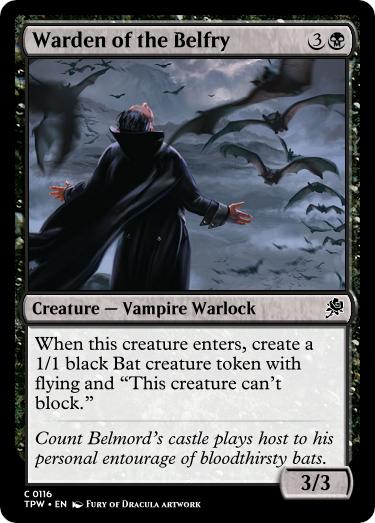 Warden of the Belfry 3
Creature — Vampire Warlock
When this creature enters, create a
1/1 black Bat creature token with
flying and “This creature can’t
block.”
Count Belmord’s castle plays host to his
personal entourage of bloodthirsty bats.
3/3
C 0116
TPW • EN Fury of Dracula artwork